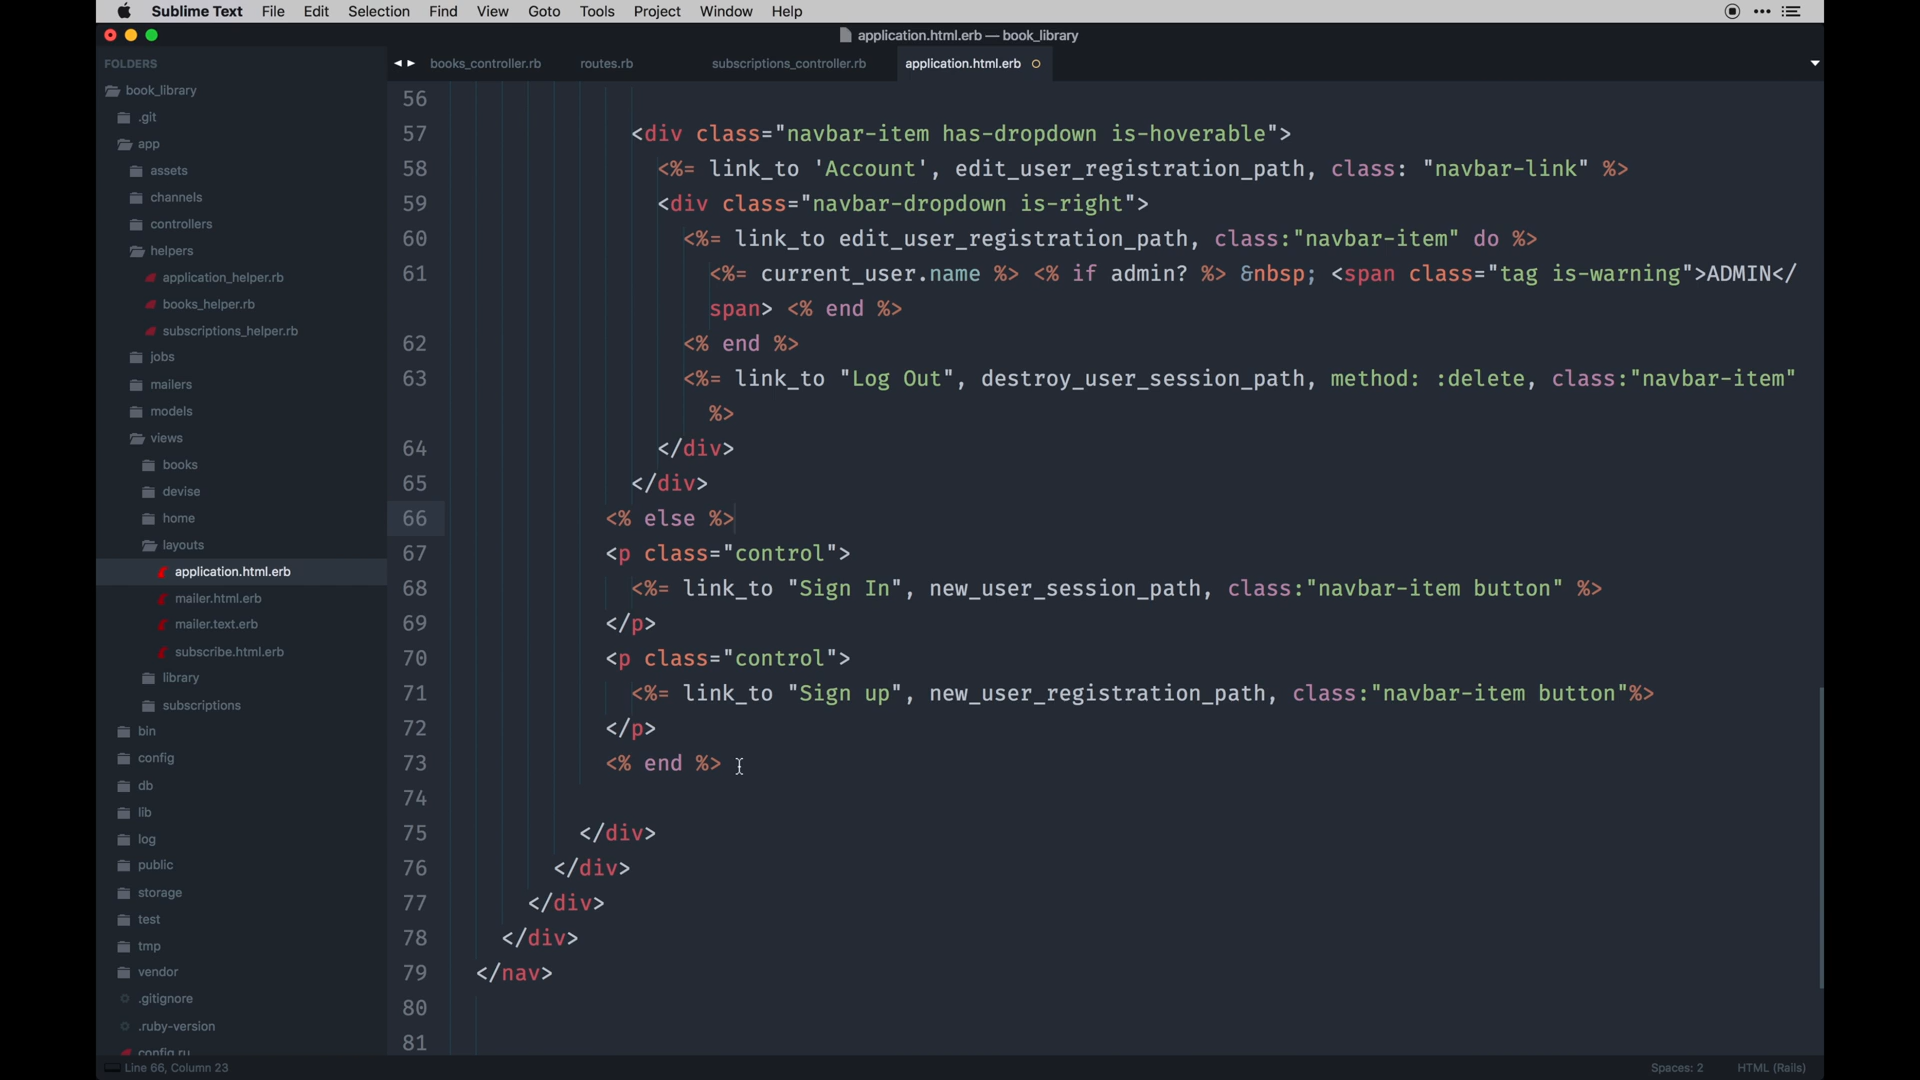 Sublime Text File Edit Selection Find View Goto Tools Project Window Help
application.html.erb — book_library
FOLDERS
book_library
.git
app
assets
channels
controllers
helpers
application_helper.rb
books_helper.rb
subscriptions_helper.rb
jobs
mailers
models
views
books
devise
home
layouts
application.html.erb
mailer.html.erb
mailer.text.erb
subscribe.html.erb
library
subscriptions
bin
config
db
lib
log
public
storage
test
tmp
vendor
.gitignore
.ruby-version
config.ru
books_controller.rb routes.rb subscriptions_controller.rb application.html.erb
56
57 <div class="navbar-item has-dropdown is-hoverable">
58 <%= link_to 'Account', edit_user_registration_path, class: "navbar-link" %>
59 <div class="navbar-dropdown is-right">
60 <%= link_to edit_user_registration_path, class:"navbar-item" do %>
61 <%= current_user.name %> <% if admin? %> &nbsp; <span class="tag is-warning">ADMIN</
span> <% end %>
62 <% end %>
63 <%= link_to "Log Out", destroy_user_session_path, method: :delete, class:"navbar-item"
%>
64 </div>
65 </div>
66 <% else %>
67 <p class="control">
68 <%= link_to "Sign In", new_user_session_path, class:"navbar-item button" %>
69 </p>
70 <p class="control">
71 <%= link_to "Sign up", new_user_registration_path, class:"navbar-item button"%>
72 </p>
73 <% end %>
74
75 </div>
76 </div>
77 </div>
78 </div>
79 </nav>
80
81
Line 66, Column 23 Spaces: 2 HTML (Rails)